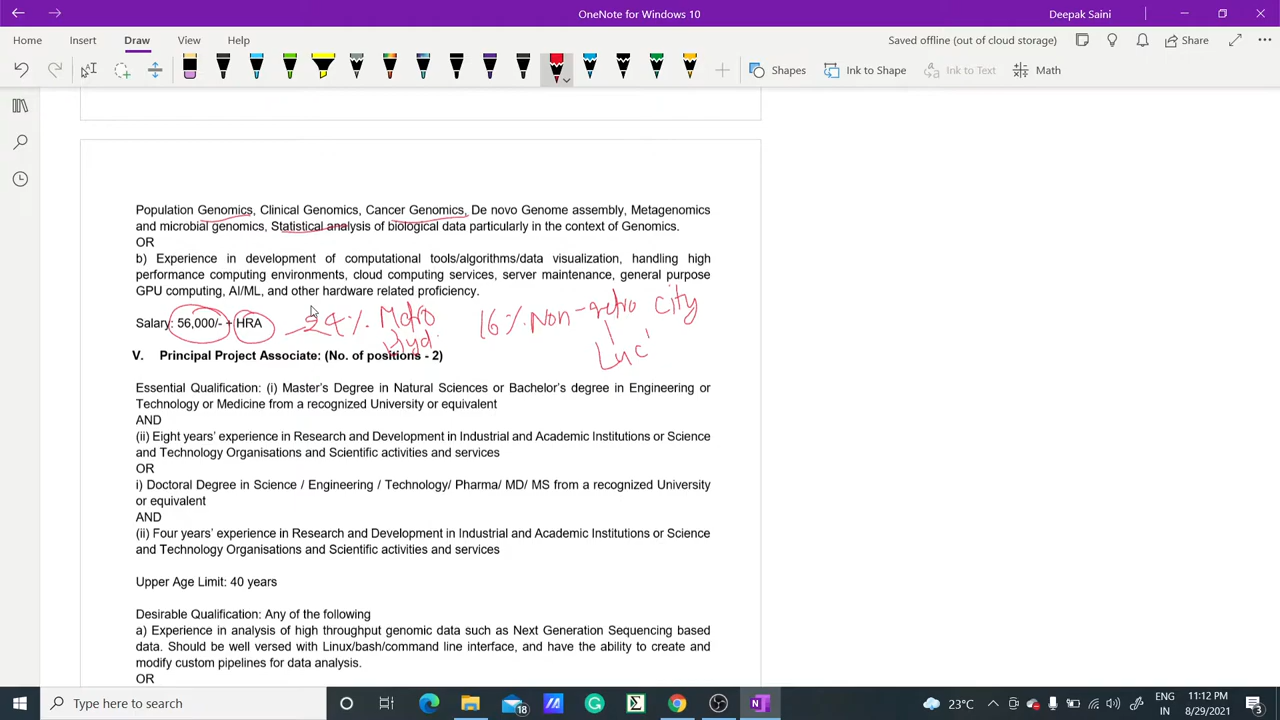 OneNote for Windows 10
Deepak Saini
Home Insert Draw View Help
Saved offline (out of cloud storage)
Share
Shapes
Ink to Shape
Ink to Text
Math
Population Genomics, Clinical Genomics, Cancer Genomics, De novo Genome assembly, Metagenomics
and microbial genomics, Statistical analysis of biological data particularly in the context of Genomics.
OR
b) Experience in development of computational tools/algorithms/data visualization, handling high
performance computing environments, cloud computing services, server maintenance, general purpose
GPU computing, AI/ML, and other hardware related proficiency.
Salary: 56,000/- + HRA
24% Metro
Hyd.
16% Non-metro City
Luc
V. Principal Project Associate: (No. of positions - 2)
Essential Qualification: (i) Master's Degree in Natural Sciences or Bachelor's degree in Engineering or
Technology or Medicine from a recognized University or equivalent
AND
(ii) Eight years' experience in Research and Development in Industrial and Academic Institutions or Science
and Technology Organisations and Scientific activities and services
OR
i) Doctoral Degree in Science / Engineering / Technology/ Pharma/ MD/ MS from a recognized University
or equivalent
AND
(ii) Four years' experience in Research and Development in Industrial and Academic Institutions or Science
and Technology Organisations and Scientific activities and services
Upper Age Limit: 40 years
Desirable Qualification: Any of the following
a) Experience in analysis of high throughput genomic data such as Next Generation Sequencing based
data. Should be well versed with Linux/bash/command line interface, and have the ability to create and
modify custom pipelines for data analysis.
OR
Type here to search
18
23°C
ENG
IN
11:12 PM
8/29/2021
3